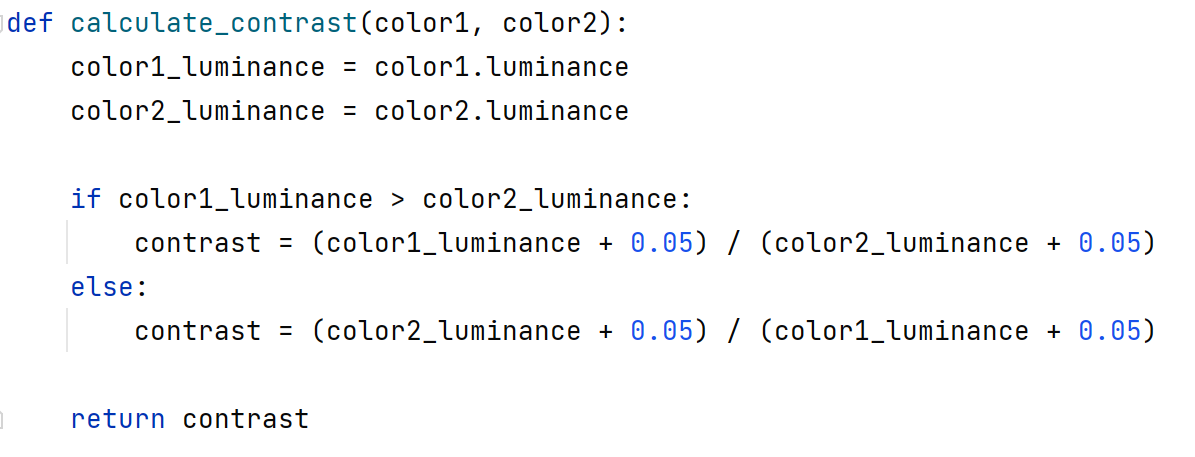 def calculate_contrast(color1, color2):
    color1_luminance = color1.luminance
    color2_luminance = color2.luminance

    if color1_luminance > color2_luminance:
        contrast = (color1_luminance + 0.05) / (color2_luminance + 0.05)
    else:
        contrast = (color2_luminance + 0.05) / (color1_luminance + 0.05)

    return contrast